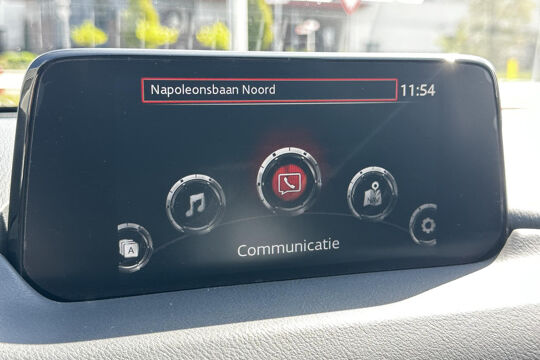 Napoleonsbaan Noord 11:54
A
Communicatie